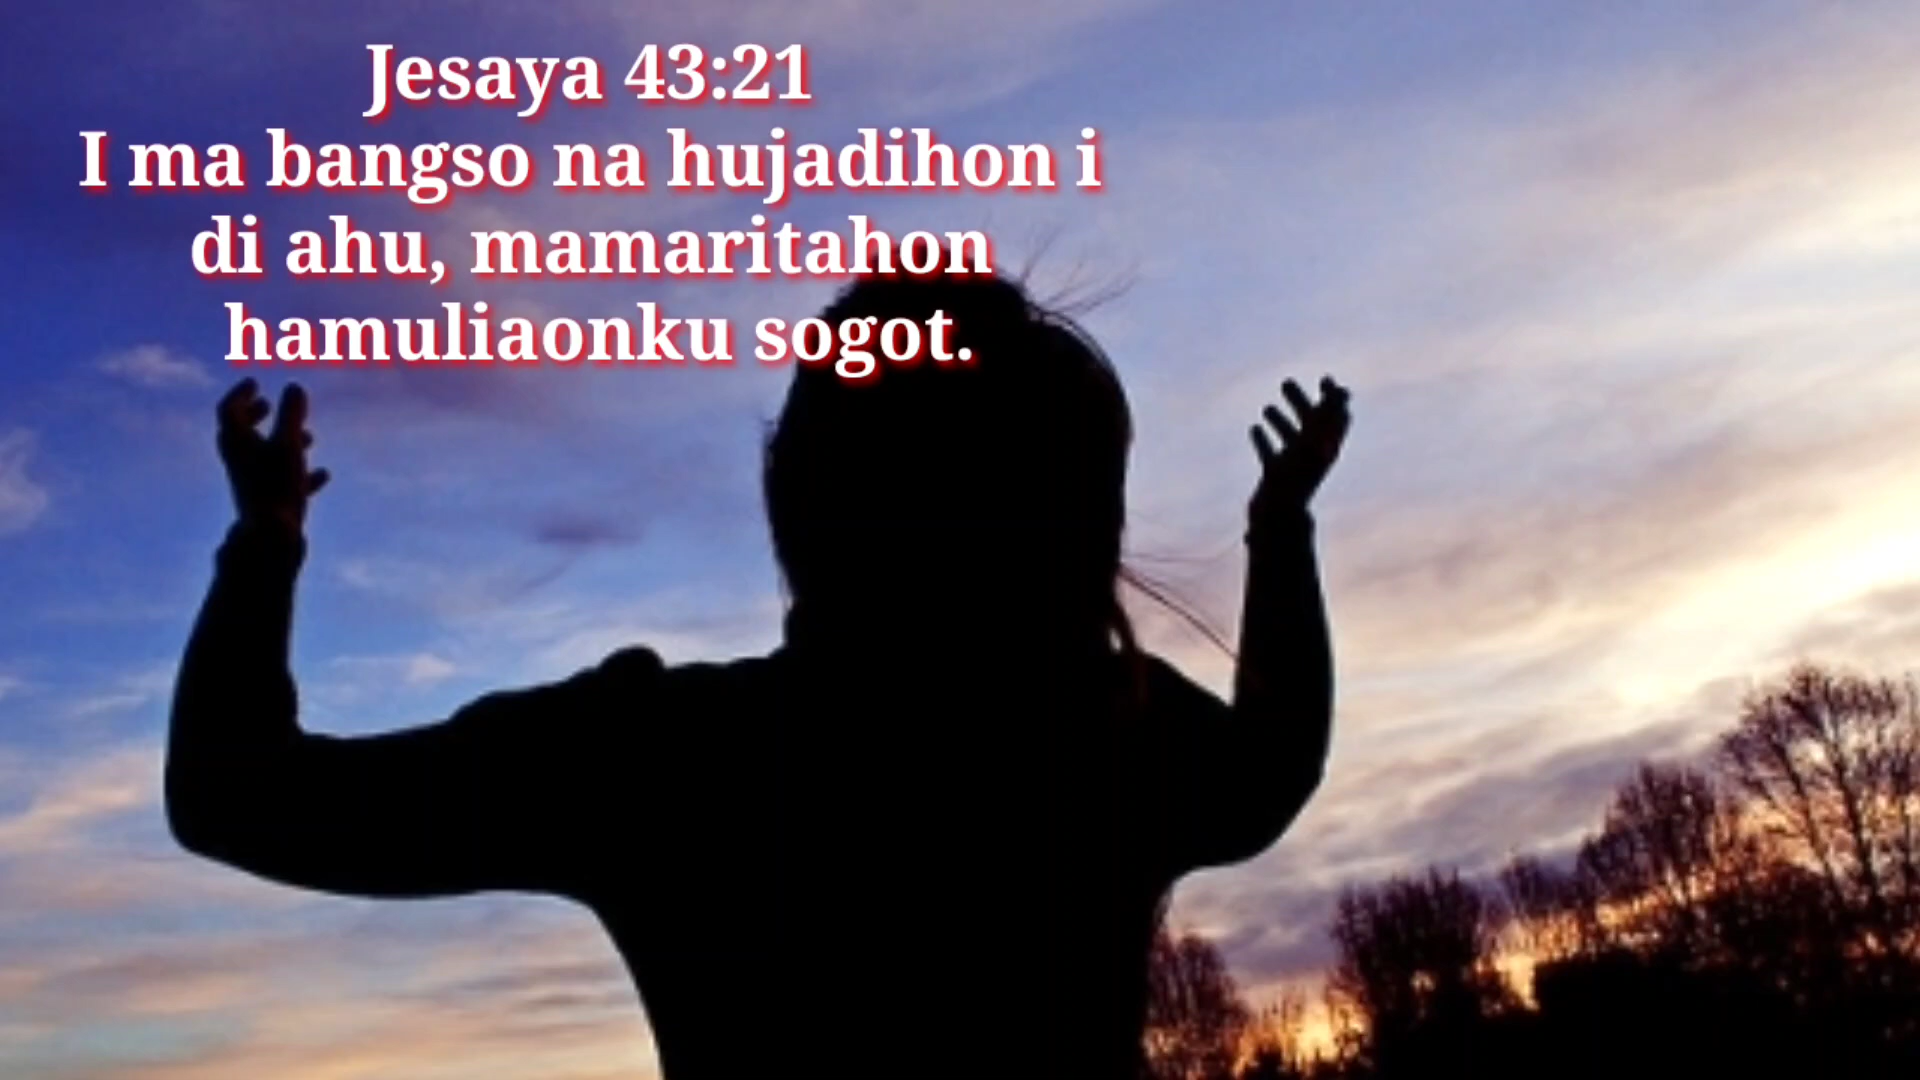 Jesaya 43:21
I ma bangso na hujadihon i
di ahu, mamaritahon
hamuliaonku sogot.